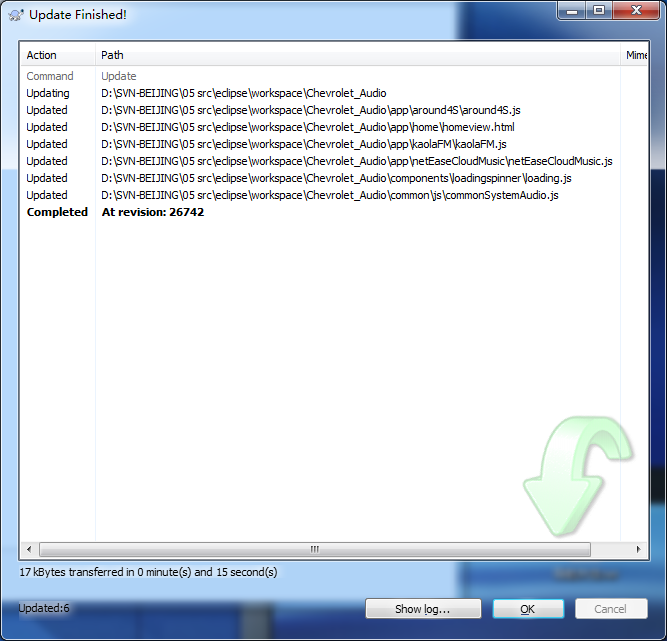 Update Finished!
Action Path Mime
Command Update
Updating D:\SVN-BEIJING\05 src\eclipse\workspace\Chevrolet_Audio
Updated D:\SVN-BEIJING\05 src\eclipse\workspace\Chevrolet_Audio\app\around4S\around4S.js
Updated D:\SVN-BEIJING\05 src\eclipse\workspace\Chevrolet_Audio\app\home\homeview.html
Updated D:\SVN-BEIJING\05 src\eclipse\workspace\Chevrolet_Audio\app\kaolaFM\kaolaFM.js
Updated D:\SVN-BEIJING\05 src\eclipse\workspace\Chevrolet_Audio\app\netEaseCloudMusic\netEaseCloudMusic.js
Updated D:\SVN-BEIJING\05 src\eclipse\workspace\Chevrolet_Audio\components\loadingspinner\loading.js
Updated D:\SVN-BEIJING\05 src\eclipse\workspace\Chevrolet_Audio\common\js\commonSystemAudio.js
Completed At revision: 26742
17 kBytes transferred in 0 minute(s) and 15 second(s)
Updated:6
Show log... OK Cancel